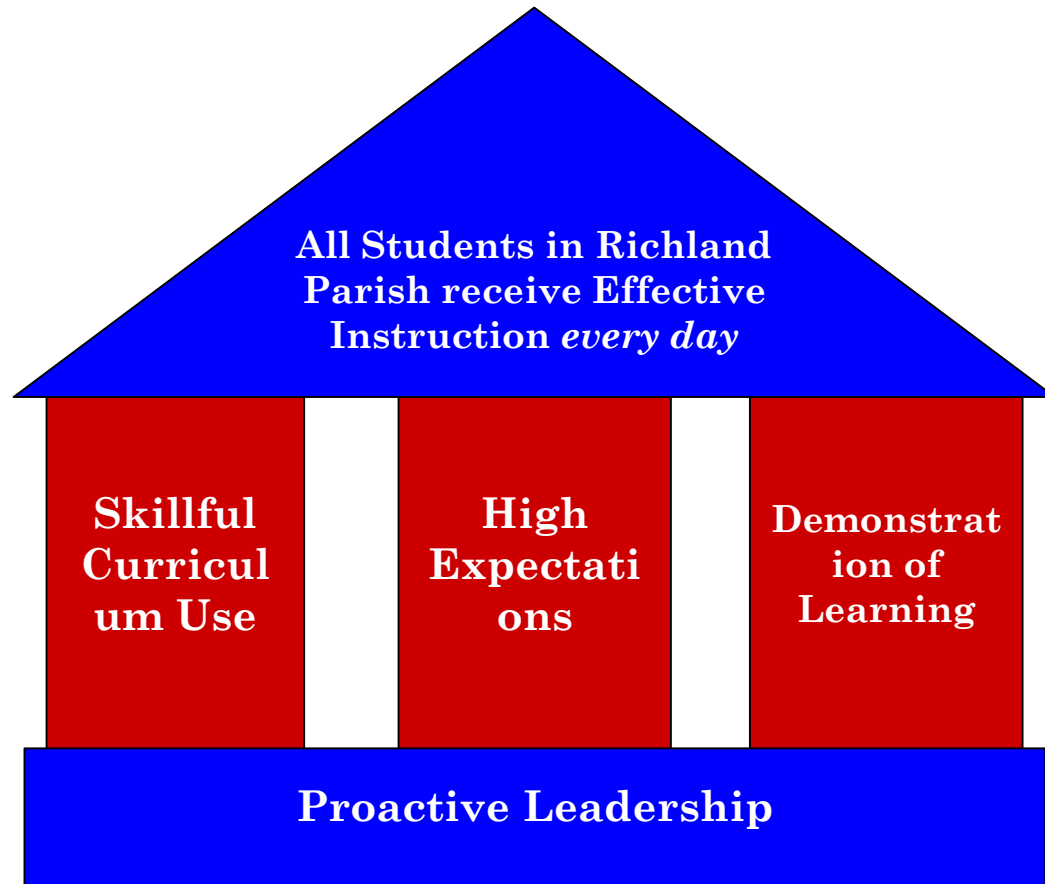 All Students in Richland
Parish receive Effective
Instruction every day
Skillful
Curricul
um Use
High
Expectati
ons
Demonstrat
ion of
Learning
Proactive Leadership